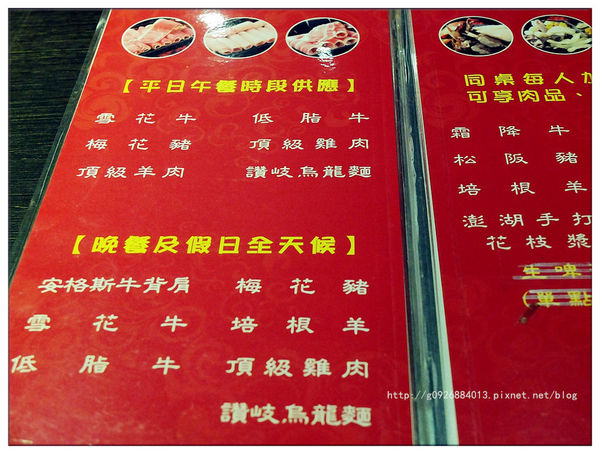 【平日午餐時段供應】
雪花牛 低脂牛
梅花豬 頂級雞肉
頂級羊肉 讚岐烏龍麵
【晚餐及假日全天候】
安格斯牛背肩 梅花豬
雪花牛 培根羊
低脂牛 頂級雞肉
讚岐烏龍麵
同桌每人加
可享肉品、
霜降牛
松阪豬
培根羊
澎湖手打
花枝漿
(單點
http://g0926884013.pixnet.net/blog